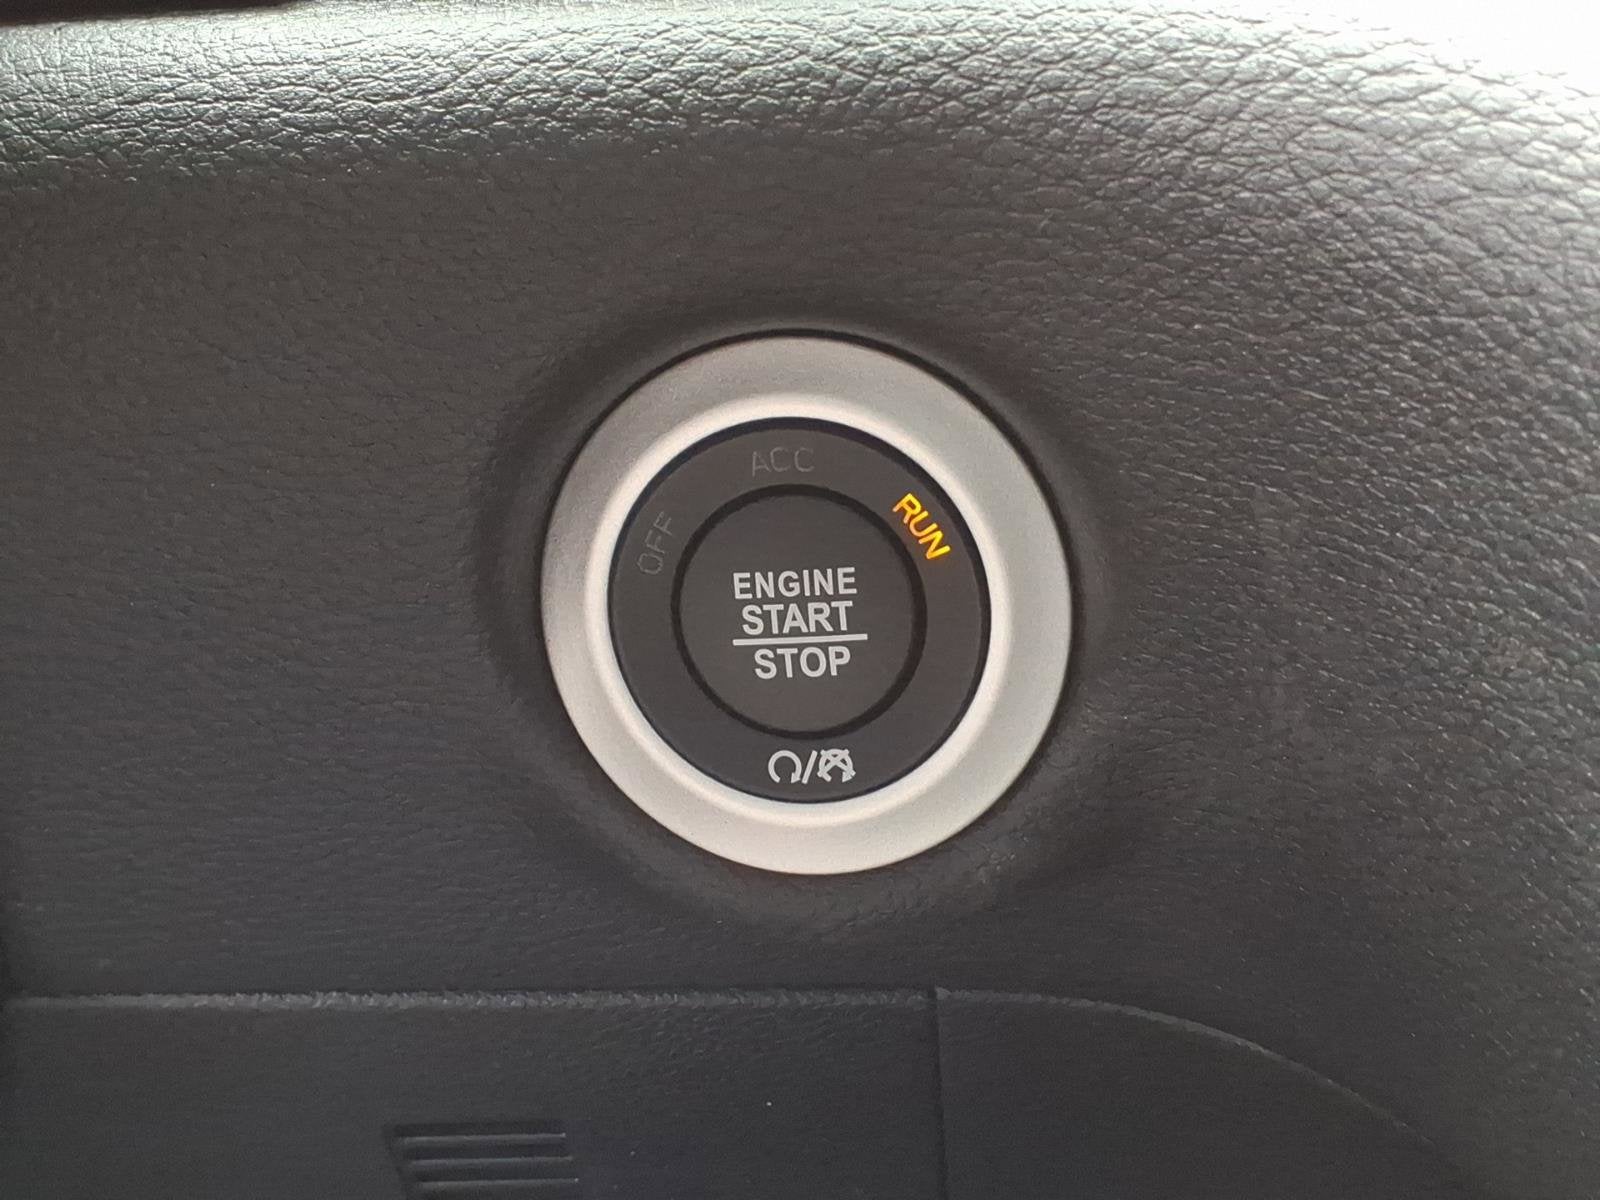 ACC
OFF
RUN
ENGINE
START
STOP